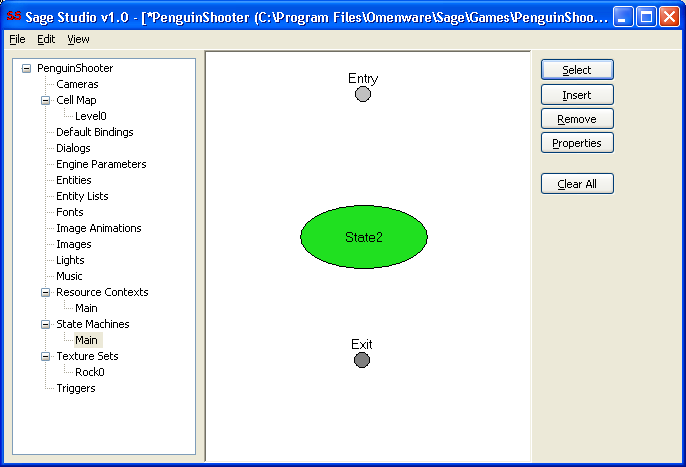 SS Sage Studio v1.0 - [*PenguinShooter (C:\Program Files\Omenware\Sage\Games\PenguinShoo...
File Edit View
PenguinShooter
Cameras
Cell Map
Level0
Default Bindings
Dialogs
Engine Parameters
Entities
Entity Lists
Fonts
Image Animations
Images
Lights
Music
Resource Contexts
Main
State Machines
Main
Texture Sets
Rock0
Triggers
Entry
State2
Exit
Select
Insert
Remove
Properties
Clear All